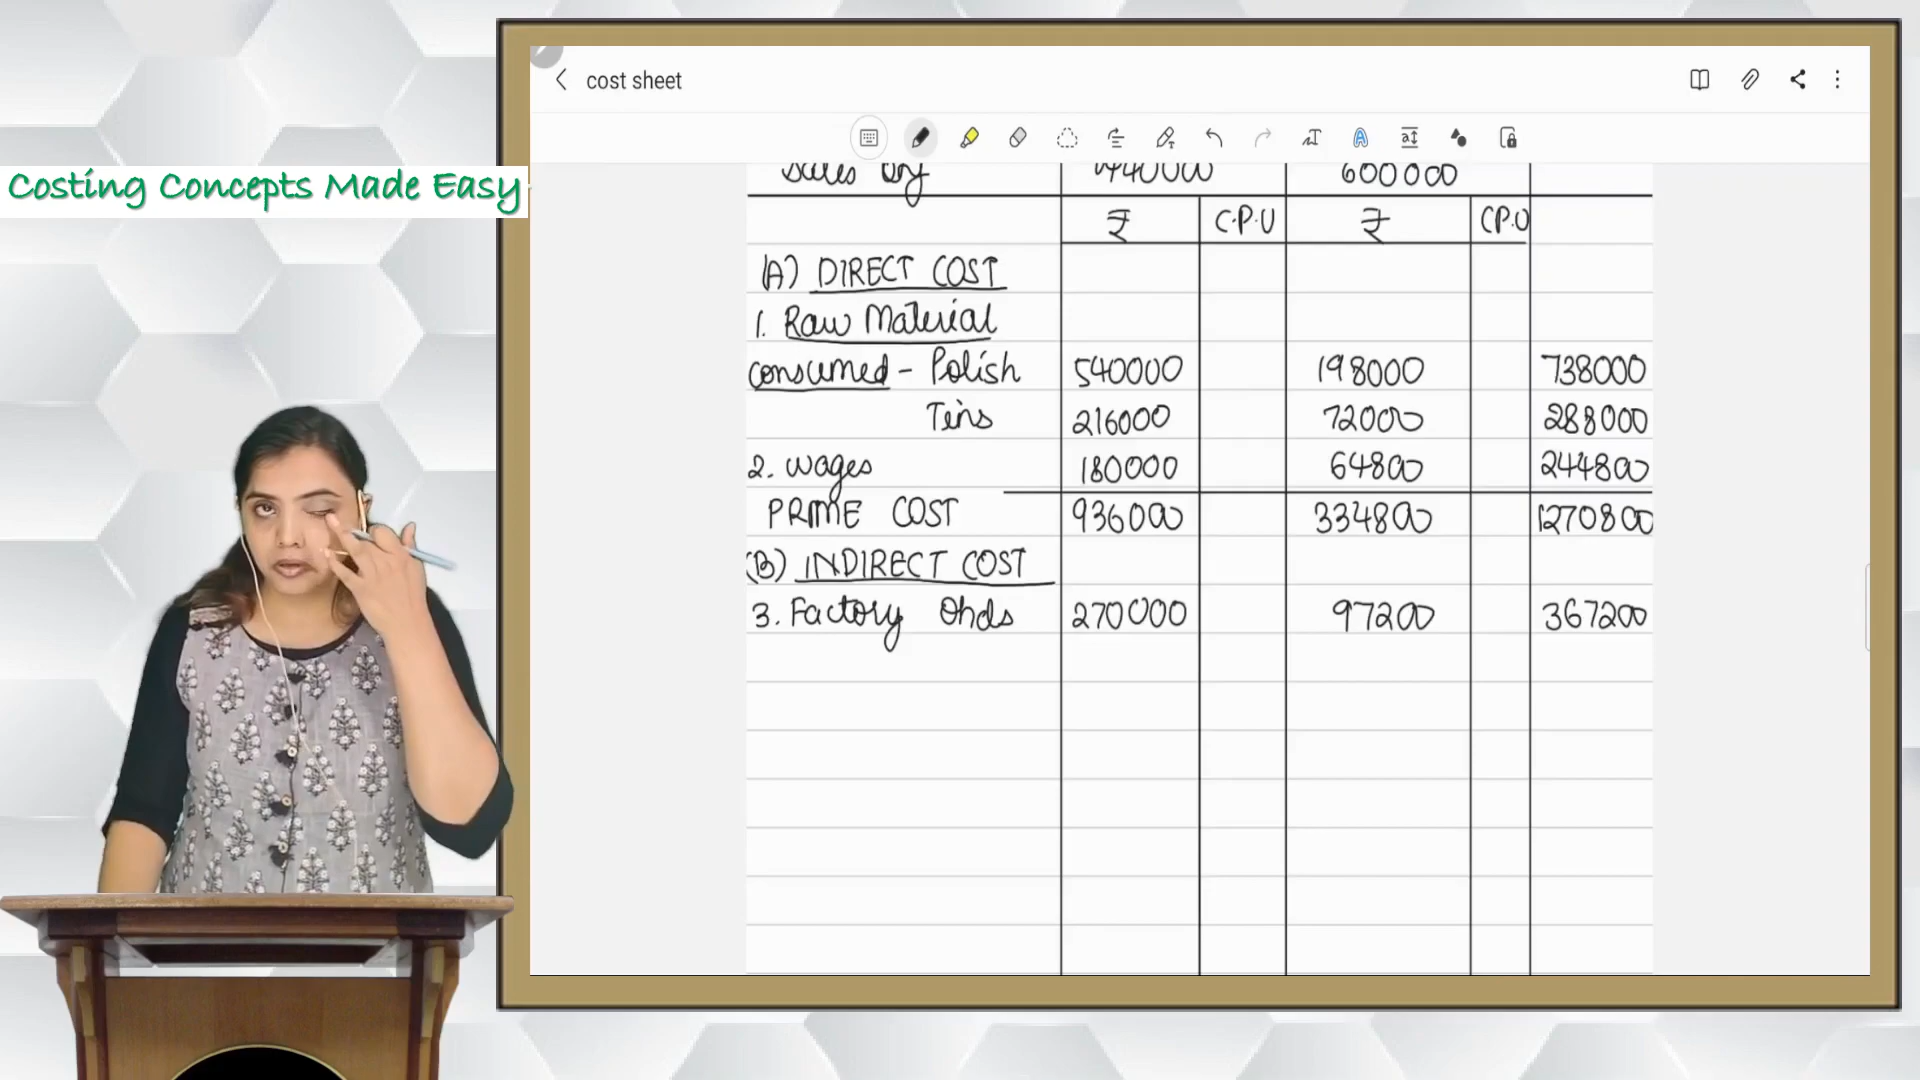 Costing Concepts Made Easy
cost sheet
Sales Qty 600000
₹ C.P.U ₹ C.P.U
(A) DIRECT COST
1. Raw Material
consumed - Polish 540000 198000 738000
Tins 216000 72000 288000
2. Wages 180000 64800 244800
PRIME COST 936000 334800 1270800
(B) INDIRECT COST
3. Factory Ohds 270000 97200 367200